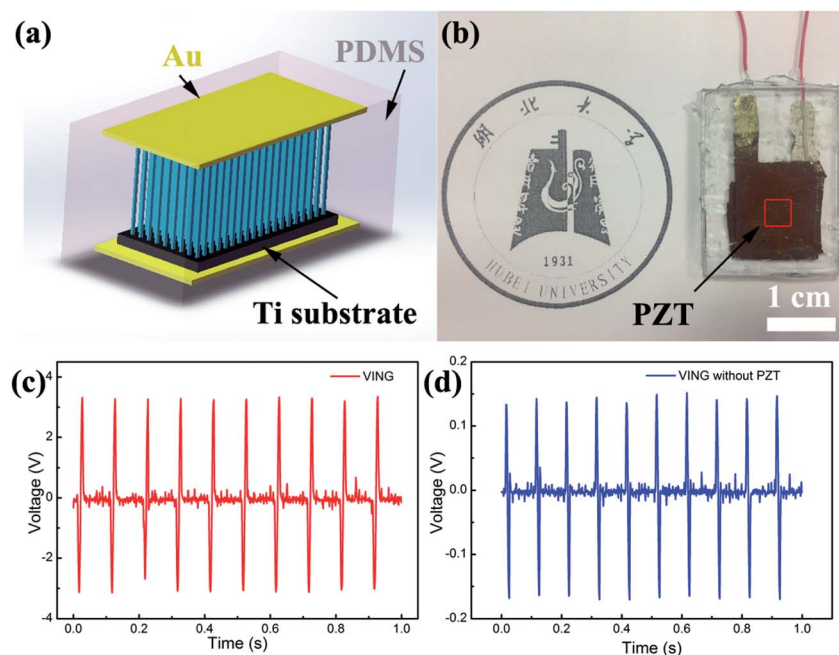 (a)
Au
PDMS
Ti substrate
(b)
北 大
1931
HUBEI UNIVERSITY
PZT
1 cm
(c)
VING
Voltage (V)
4
2
0
-2
-4
0.0 0.2 0.4 0.6 0.8 1.0
Time (s)
(d)
VING without PZT
Voltage (V)
0.2
0.1
0.0
-0.1
-0.2
0.0 0.2 0.4 0.6 0.8 1.0
Time (s)